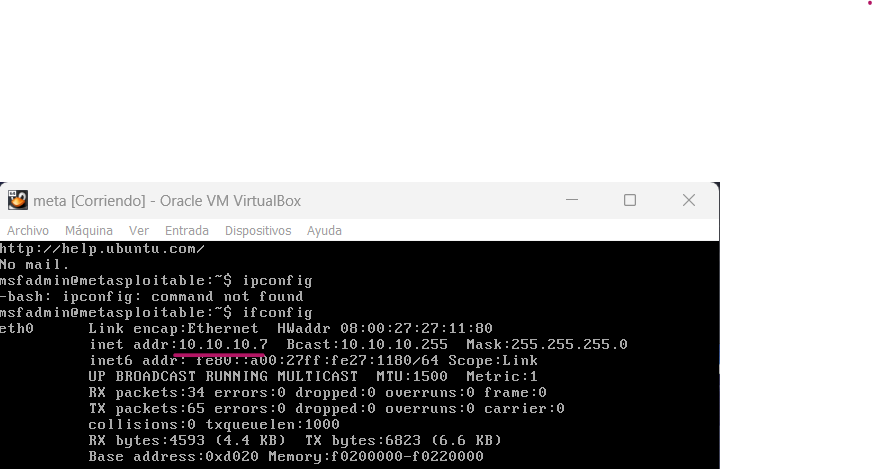 meta [Corriendo] - Oracle VM VirtualBox
Archivo Máquina Ver Entrada Dispositivos Ayuda
http://help.ubuntu.com/
No mail.
msfadmin@metasploitable:~$ ipconfig
-bash: ipconfig: command not found
msfadmin@metasploitable:~$ ifconfig
eth0 Link encap:Ethernet HWaddr 08:00:27:27:11:80
inet addr:10.10.10.7 Bcast:10.10.10.255 Mask:255.255.255.0
inet6 addr: fe80::a00:27ff:fe27:1180/64 Scope:Link
UP BROADCAST RUNNING MULTICAST MTU:1500 Metric:1
RX packets:34 errors:0 dropped:0 overruns:0 frame:0
TX packets:65 errors:0 dropped:0 overruns:0 carrier:0
collisions:0 txqueuelen:1000
RX bytes:4593 (4.4 KB) TX bytes:6823 (6.6 KB)
Base address:0xd020 Memory:f0200000-f0220000